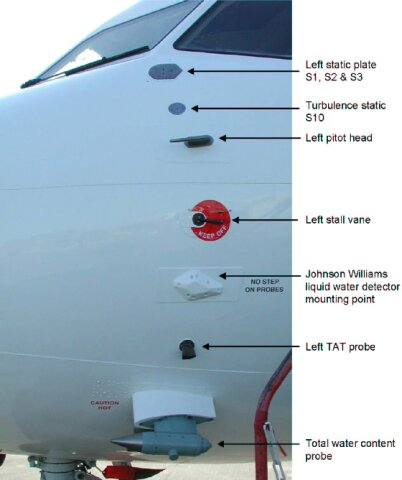 Left static plate
S1, S2 & S3
Turbulence static
S10
Left pitot head
Left stall vane
KEEP OFF
Johnson Williams
liquid water detector
mounting point
NO STEP
ON PROBES
Left TAT probe
CAUTION
HOT
Total water content
probe